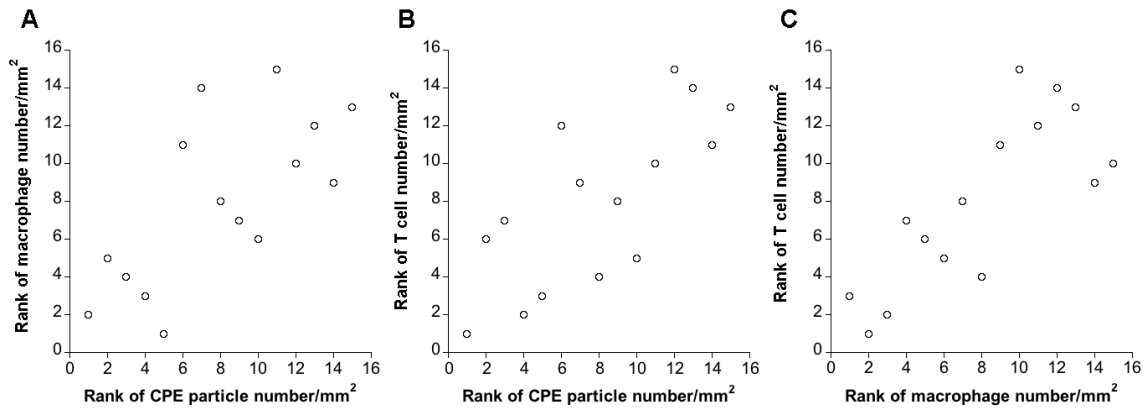 A
Rank of macrophage number/mm²
16
14
12
10
8
6
4
2
0
0 2 4 6 8 10 12 14 16
Rank of CPE particle number/mm²
B
Rank of T cell number/mm²
16
14
12
10
8
6
4
2
0
0 2 4 6 8 10 12 14 16
Rank of CPE particle number/mm²
C
Rank of T cell number/mm²
16
14
12
10
8
6
4
2
0
0 2 4 6 8 10 12 14 16
Rank of macrophage number/mm²